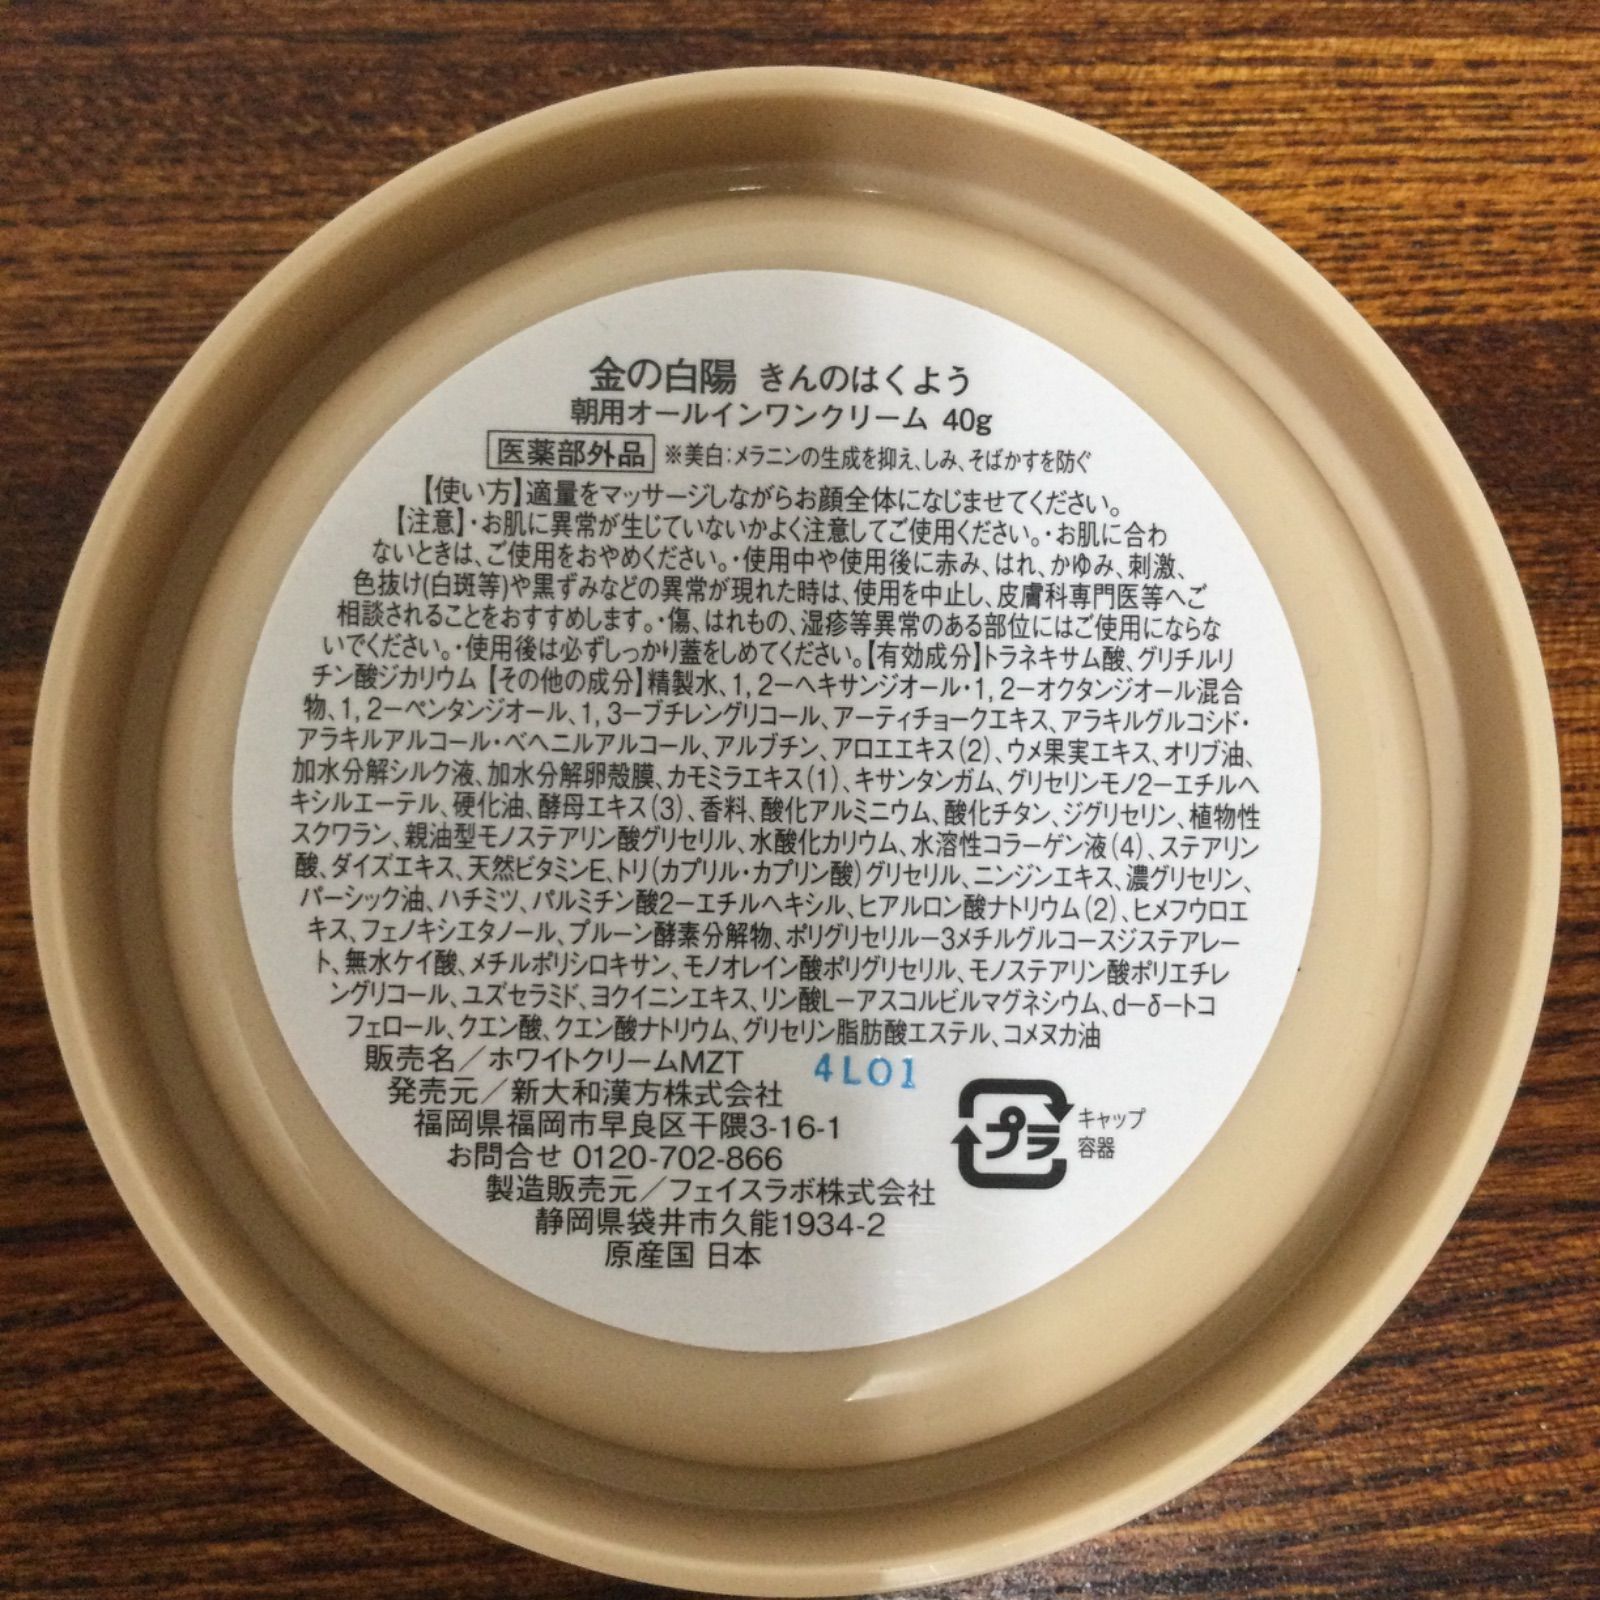 金の白陽 きんのはくよう
朝用オールインワンクリーム 40g
医薬部外品 ※美白:メラニンの生成を抑え、しみ、そばかすを防ぐ
【使い方】適量をマッサージしながらお顔全体になじませてください。
【注意】・お肌に異常が生じていないかよく注意してご使用ください。・お肌に合わ
ないときは、ご使用をおやめください。・使用中や使用後に赤み、はれ、かゆみ、刺激、
色抜け(白斑等)や黒ずみなどの異常が現れた時は、使用を中止し、皮膚科専門医等へご
相談されることをおすすめします。・傷、はれもの、湿疹等異常のある部位にはご使用にならな
いでください。・使用後は必ずしっかり蓋をしめてください。【有効成分】トラネキサム酸、グリチルリ
チン酸ジカリウム【その他の成分】精製水、1,2ーヘキサンジオール・1,2ーオクタンジオール混合
物、1,2ーペンタンジオール、1,3ーブチレングリコール、アーティチョークエキス、アラキルグルコシド・
アラキルアルコール・ベヘニルアルコール、アルブチン、アロエエキス(2)、ウメ果実エキス、オリブ油、
加水分解シルク液、加水分解卵殻膜、カモミラエキス(1)、キサンタンガム、グリセリンモノ2ーエチルヘ
キシルエーテル、硬化油、酵母エキス(3)、香料、酸化アルミニウム、酸化チタン、ジグリセリン、植物性
スクワラン、親油型モノステアリン酸グリセリル、水酸化カリウム、水溶性コラーゲン液(4)、ステアリン
酸、ダイズエキス、天然ビタミンE、トリ(カプリル・カプリン酸)グリセリル、ニンジンエキス、濃グリセリン、
パーシック油、ハチミツ、パルミチン酸2ーエチルヘキシル、ヒアルロン酸ナトリウム(2)、ヒメフウロエ
キス、フェノキシエタノール、プルーン酵素分解物、ポリグリセリルー3メチルグルコースジステアレー
ト、無水ケイ酸、メチルポリシロキサン、モノオレイン酸ポリグリセリル、モノステアリン酸ポリエチレ
ングリコール、ユズセラミド、ヨクイニンエキス、リン酸Lーアスコルビルマグネシウム、dーδートコ
フェロール、クエン酸、クエン酸ナトリウム、グリセリン脂肪酸エステル、コメヌカ油
販売名/ホワイトクリームMZT 4L01
発売元/新大和漢方株式会社
福岡県福岡市早良区干隈3-16-1
お問合せ 0120-702-866
製造販売元/フェイスラボ株式会社
静岡県袋井市久能1934-2
原産国 日本
プラ
キャップ
容器